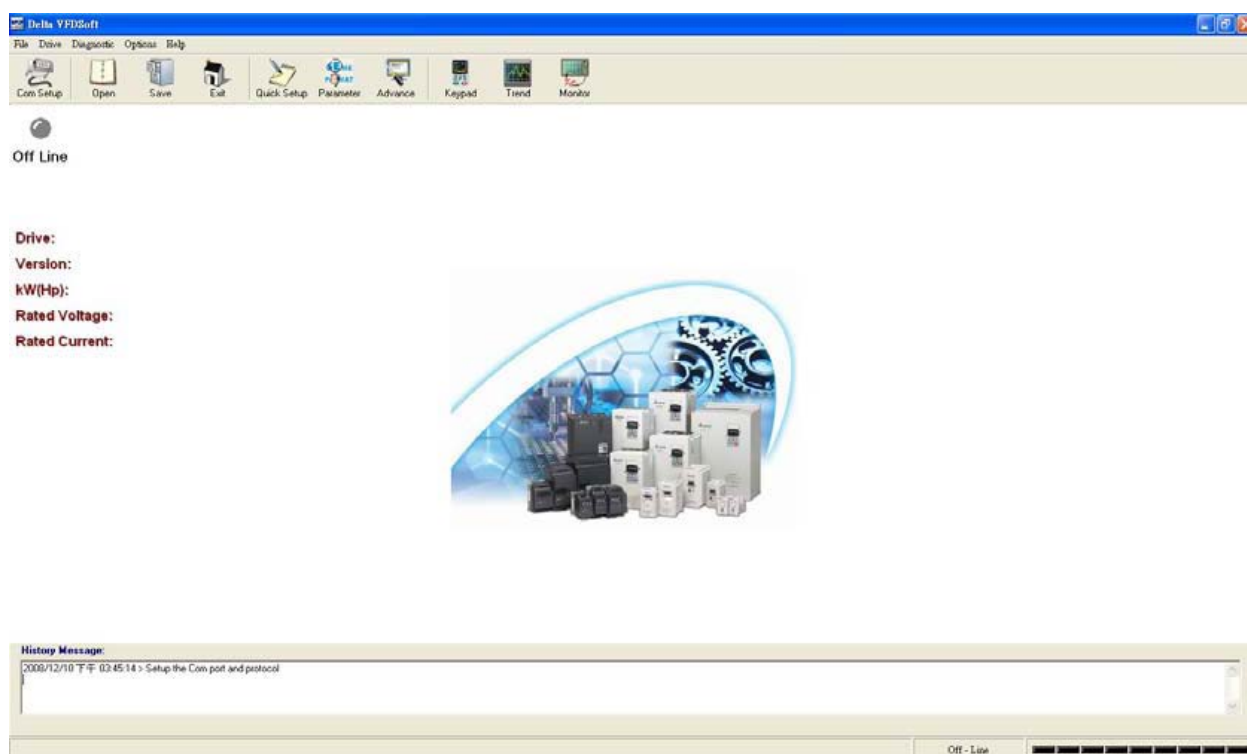 Delta VFDSoft
File Drive Diagnostic Options Help
Com Setup Open Save Exit Quick Setup Parameter Advance Keypad Trend Monitor
Off Line
Drive:
Version:
kW(Hp):
Rated Voltage:
Rated Current:
History Message:
2008/12/10 下午 03:45:14 > Setup the Com port and protocol
Off - Line